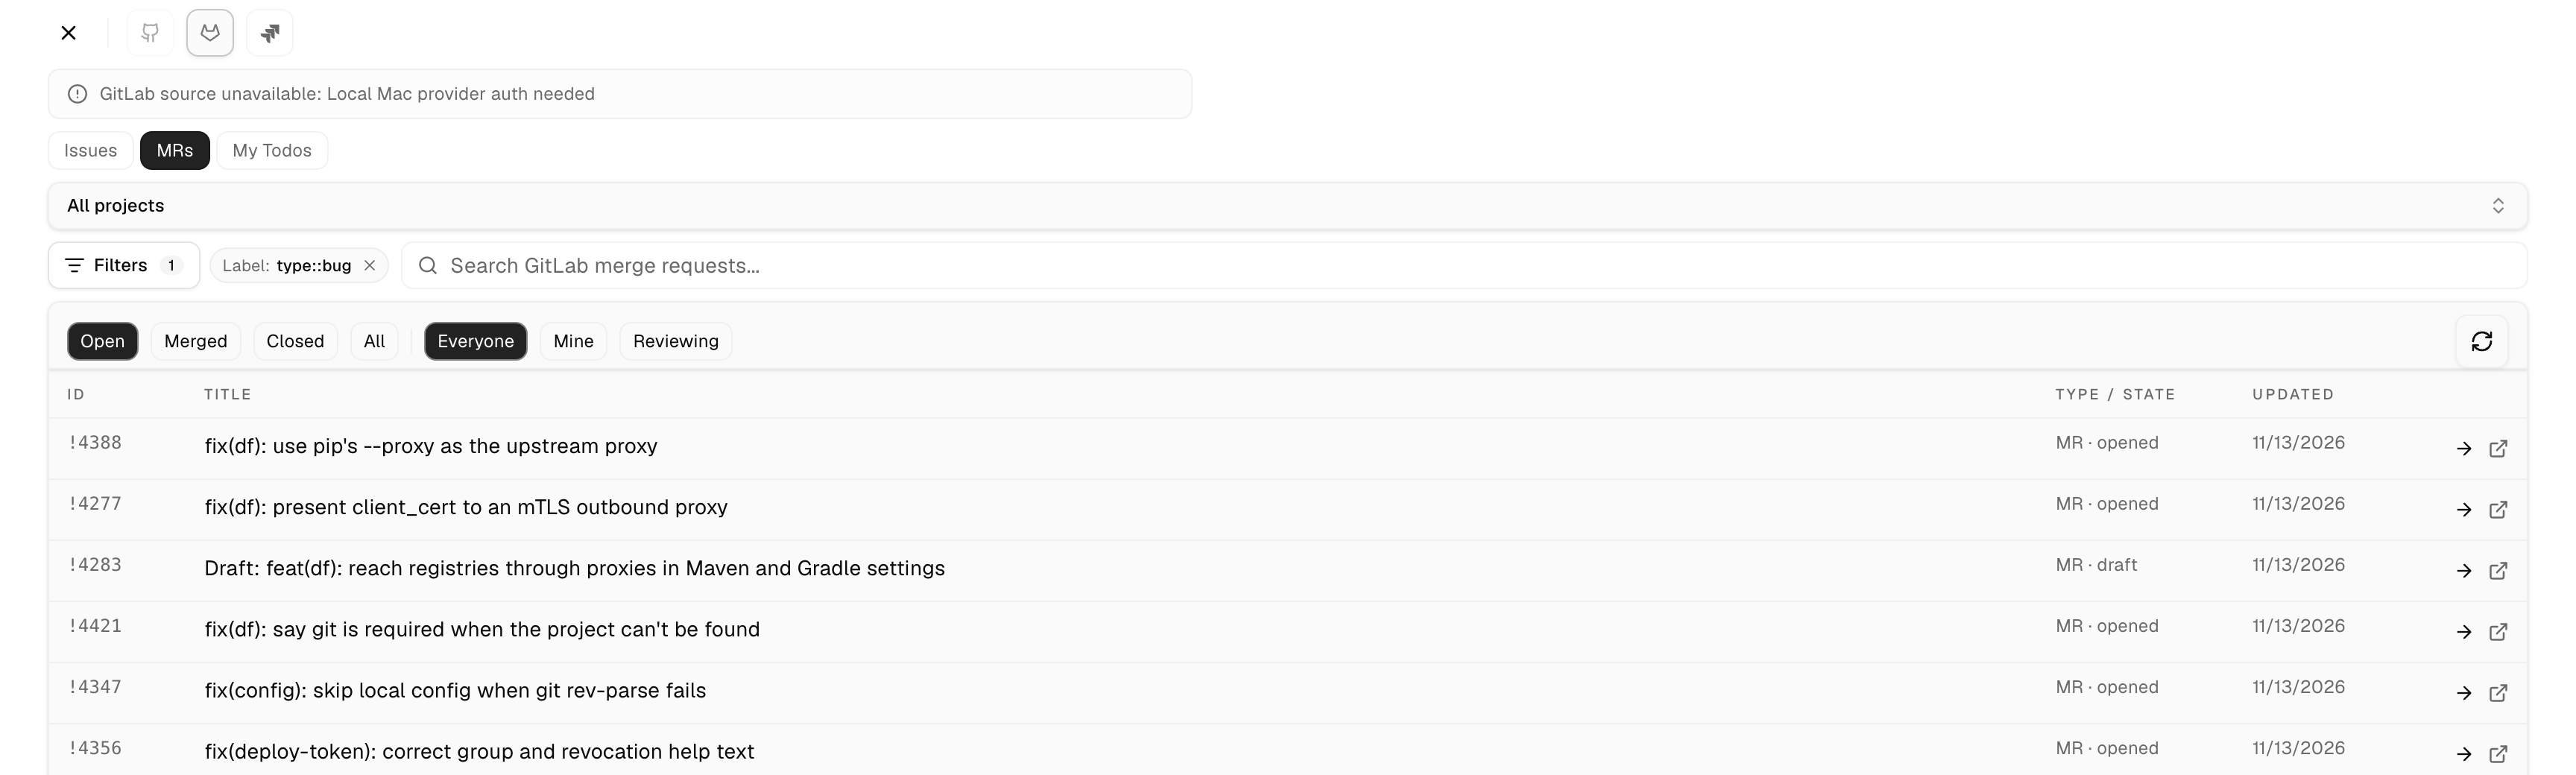 GitLab source unavailable: Local Mac provider auth needed
Issues MRs My Todos
All projects
Filters 1 Label: type::bug Search GitLab merge requests...
Open Merged Closed All Everyone Mine Reviewing
ID TITLE TYPE / STATE UPDATED
!4388 fix(df): use pip's --proxy as the upstream proxy MR · opened 11/13/2026
!4277 fix(df): present client_cert to an mTLS outbound proxy MR · opened 11/13/2026
!4283 Draft: feat(df): reach registries through proxies in Maven and Gradle settings MR · draft 11/13/2026
!4421 fix(df): say git is required when the project can't be found MR · opened 11/13/2026
!4347 fix(config): skip local config when git rev-parse fails MR · opened 11/13/2026
!4356 fix(deploy-token): correct group and revocation help text MR · opened 11/13/2026